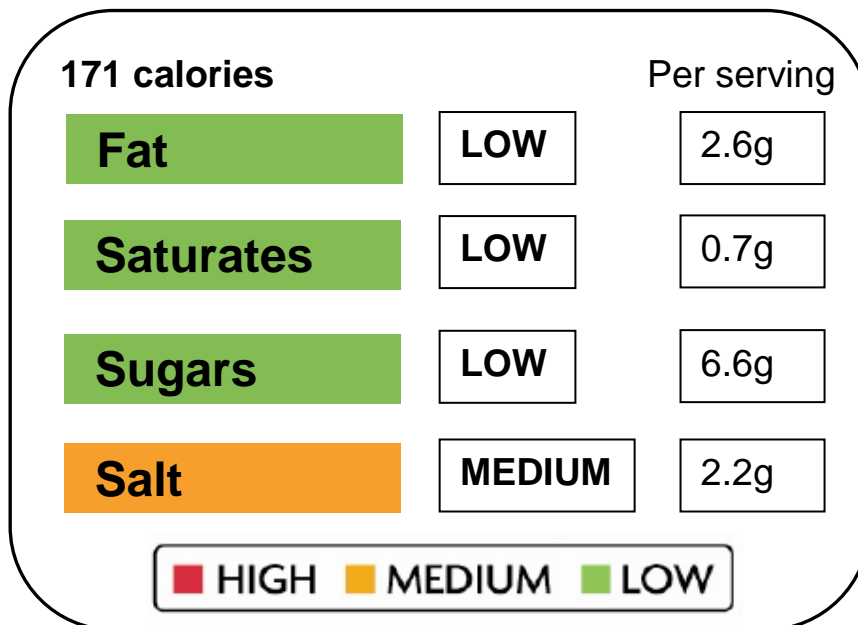 171 calories Per serving
Fat LOW 2.6g
Saturates LOW 0.7g
Sugars LOW 6.6g
Salt MEDIUM 2.2g
HIGH MEDIUM LOW